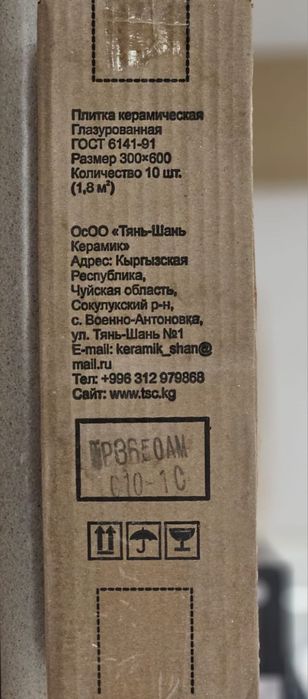 Плитка керамическая
Глазурованная
ГОСТ 6141-91
Размер 300×600
Количество 10 шт.
(1,8 м²)
ОсОО «Тянь-Шань
Керамик»
Адрес: Кыргызская
Республика,
Чуйская область,
Сокулукский р-н,
с. Военно-Антоновка,
ул. Тянь-Шань №1
E-mail: keramik_shan@
mail.ru
Тел: +996 312 979868
Сайт: www.tsc.kg